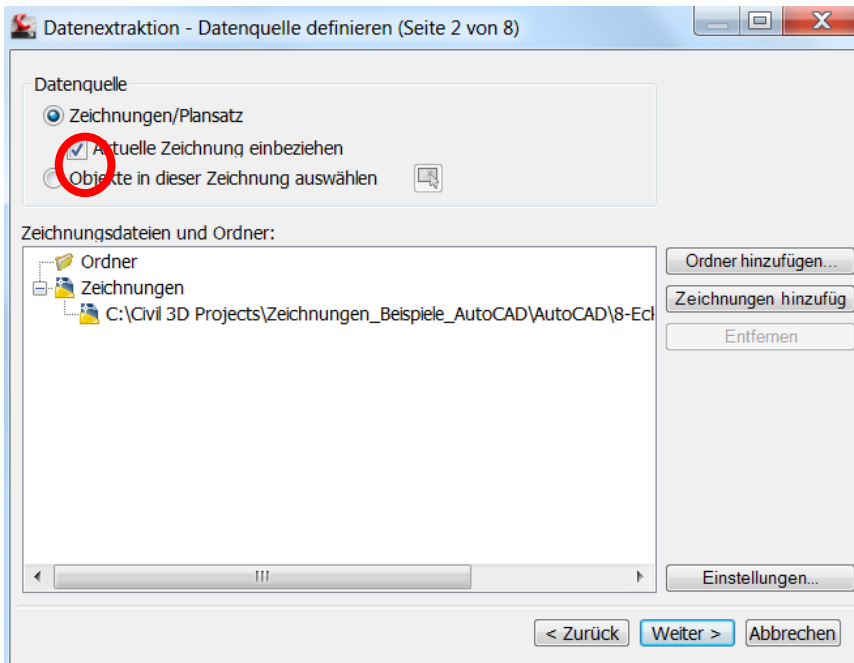 Datenextraktion - Datenquelle definieren (Seite 2 von 8)
Datenquelle
Zeichnungen/Plansatz
Aktuelle Zeichnung einbeziehen
Objekte in dieser Zeichnung auswählen
Zeichnungsdateien und Ordner:
Ordner
Ordner hinzufügen...
Zeichnungen
Zeichnungen hinzufüg
C:\Civil 3D Projects\Zeichnungen_Beispiele_AutoCAD\AutoCAD\8-Eck
Entfernen
Einstellungen...
< Zurück Weiter > Abbrechen